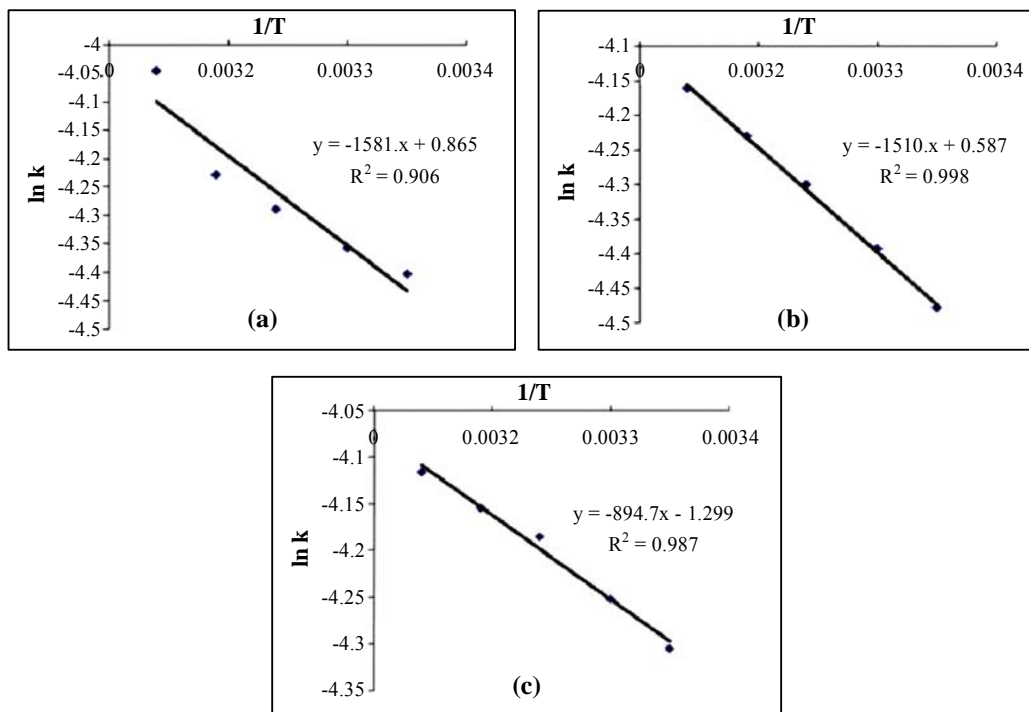 1/T
-4
0 0.0032 0.0033 0.0034
-4.05
-4.1
-4.15
-4.2
-4.25
-4.3
-4.35
-4.4
-4.45
-4.5
ln k
y = -1581.x + 0.865
R² = 0.906
(a)
1/T
-4.1
0 0.0032 0.0033 0.0034
-4.15
-4.2
-4.25
-4.3
-4.35
-4.4
-4.45
-4.5
ln k
y = -1510.x + 0.587
R² = 0.998
(b)
1/T
-4.05
0 0.0032 0.0033 0.0034
-4.1
-4.15
-4.2
-4.25
-4.3
-4.35
ln k
y = -894.7x - 1.299
R² = 0.987
(c)